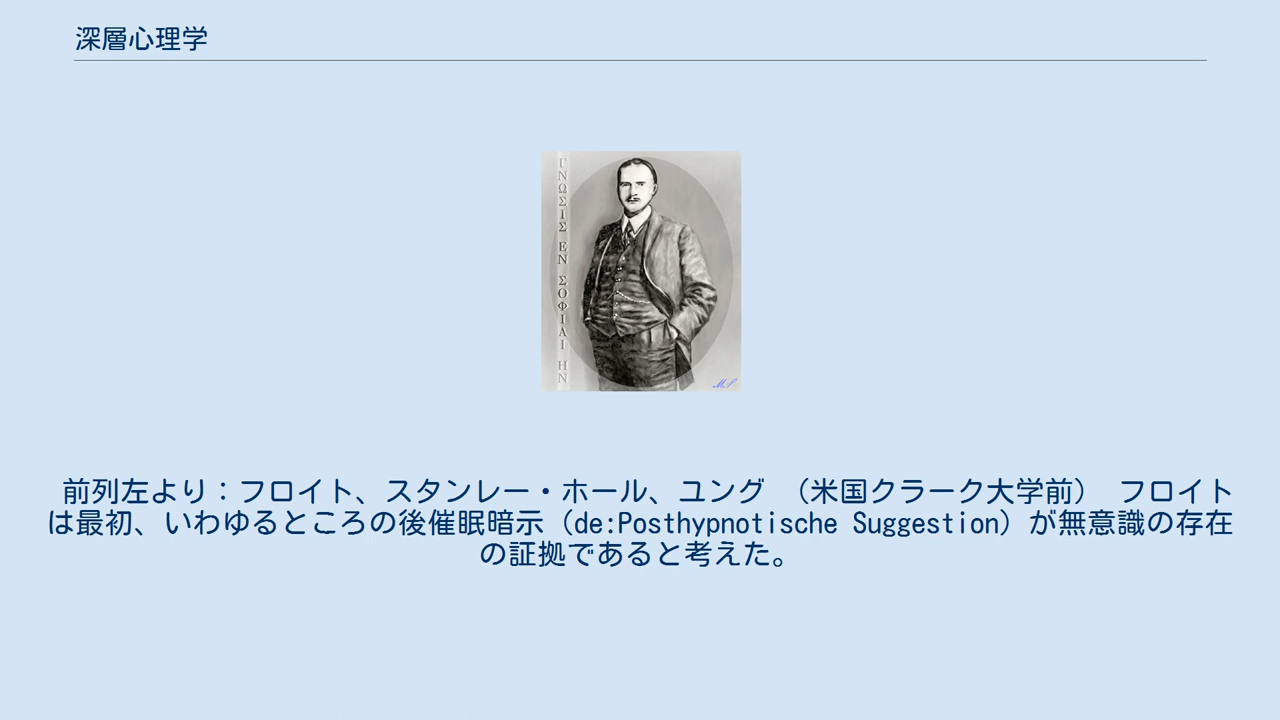 深層心理学
ΓΝΩΣΙΣ ΕΝ ΣΟΦΙΑΙ ΗΝ
前列左より：フロイト、スタンレー・ホール、ユング （米国クラーク大学前） フロイト
は最初、いわゆるところの後催眠暗示（de:Posthypnotische Suggestion）が無意識の存在
の証拠であると考えた。